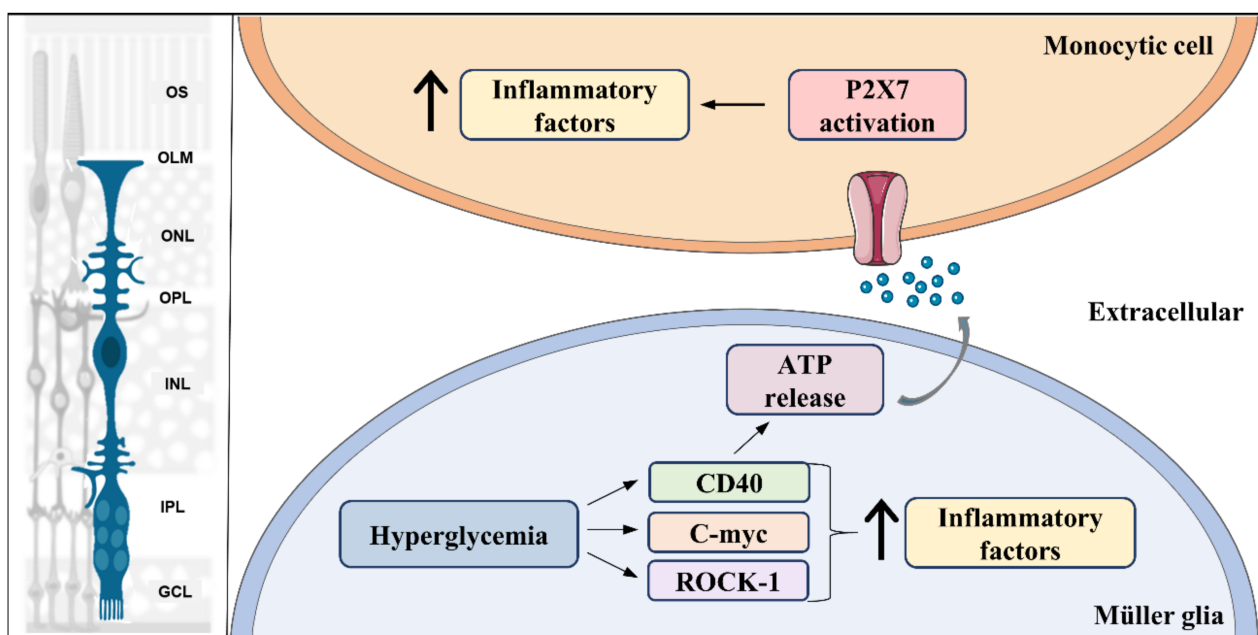 OS
OLM
ONL
OPL
INL
IPL
GCL
Monocytic cell
Inflammatory
factors
P2X7
activation
Extracellular
ATP
release
CD40
Hyperglycemia
C-myc
ROCK-1
Inflammatory
factors
Müller glia